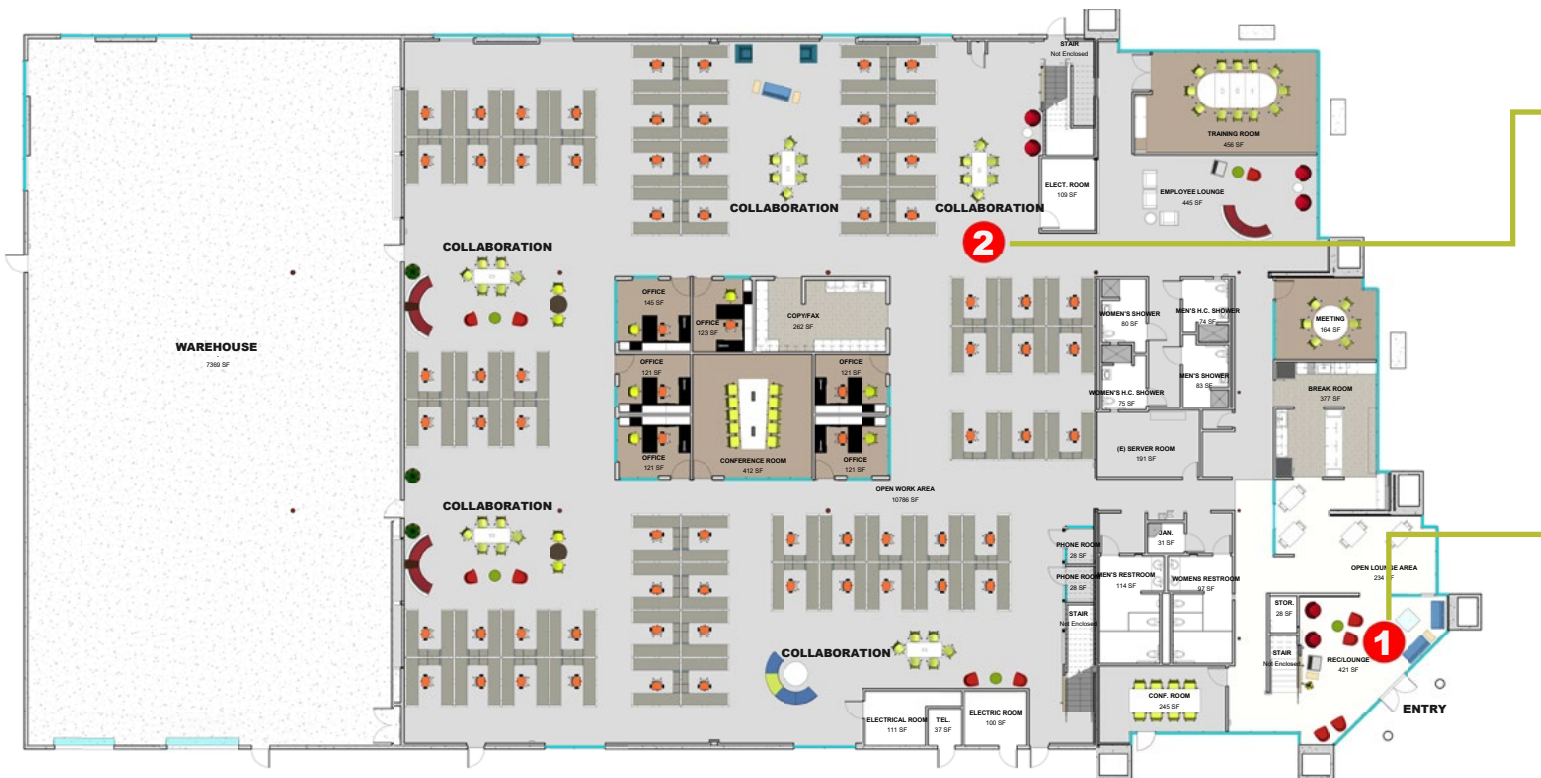 STAIR
Not Enclosed
TRAINING ROOM
456 SF
ELECT. ROOM
109 SF
EMPLOYEE LOUNGE
445 SF
COLLABORATION
COLLABORATION
2
COLLABORATION
OFFICE
145 SF
OFFICE
123 SF
COPY/FAX
262 SF
WOMEN'S SHOWER
80 SF
MEN'S H.C. SHOWER
74 SF
MEETING
164 SF
WAREHOUSE
7369 SF
OFFICE
121 SF
OFFICE
121 SF
MEN'S SHOWER
83 SF
WOMEN'S H.C. SHOWER
75 SF
BREAK ROOM
377 SF
OFFICE
121 SF
CONFERENCE ROOM
412 SF
OFFICE
121 SF
(E) SERVER ROOM
191 SF
OPEN WORK AREA
10786 SF
COLLABORATION
PHONE ROOM
28 SF
JAN.
31 SF
PHONE ROOM
28 SF
MEN'S RESTROOM
114 SF
WOMENS RESTROOM
97 SF
OPEN LOUNGE AREA
234 SF
STOR.
28 SF
STAIR
Not Enclosed
1
COLLABORATION
STAIR
Not Enclosed
REC/LOUNGE
421 SF
CONF. ROOM
245 SF
ENTRY
ELECTRICAL ROOM
111 SF
TEL.
37 SF
ELECTRIC ROOM
100 SF